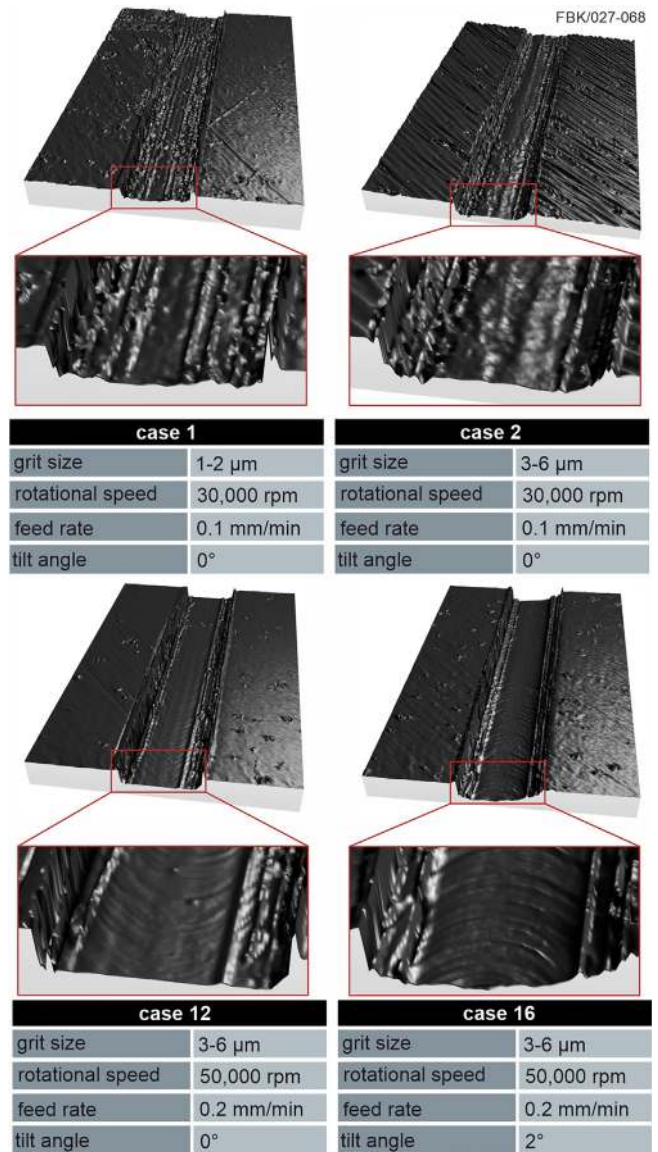 FBK/027-068
case 1
grit size 1-2 µm
rotational speed 30,000 rpm
feed rate 0.1 mm/min
tilt angle 0°
case 2
grit size 3-6 µm
rotational speed 30,000 rpm
feed rate 0.1 mm/min
tilt angle 0°
case 12
grit size 3-6 µm
rotational speed 50,000 rpm
feed rate 0.2 mm/min
tilt angle 0°
case 16
grit size 3-6 µm
rotational speed 50,000 rpm
feed rate 0.2 mm/min
tilt angle 2°